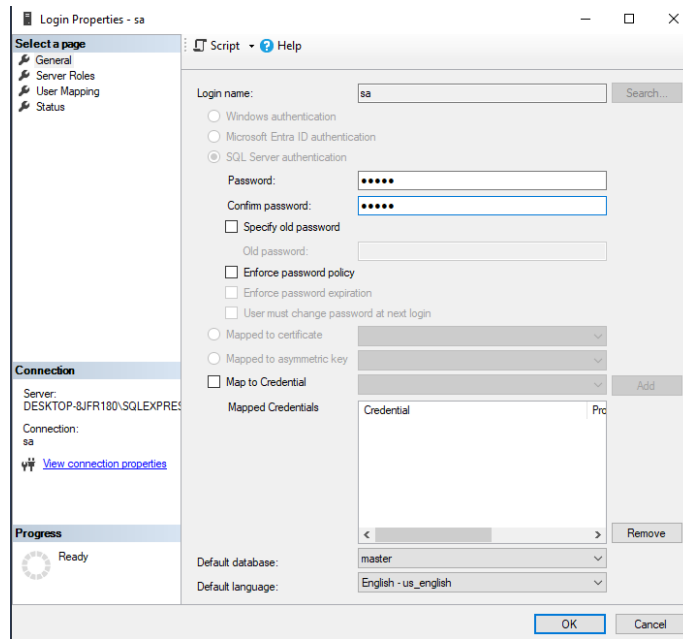 Login Properties - sa
Select a page
General
Server Roles
User Mapping
Status
Script
Help
Login name:
sa
Search...
Windows authentication
Microsoft Entra ID authentication
SQL Server authentication
Password:
•••••
Confirm password:
•••••
Specify old password
Old password:
Enforce password policy
Enforce password expiration
User must change password at next login
Mapped to certificate
Mapped to asymmetric key
Map to Credential
Add
Mapped Credentials
Credential
Pro
Remove
Default database:
master
Default language:
English - us_english
Connection
Server:
DESKTOP-8JFR180\SQLEXPRES
Connection:
sa
View connection properties
Progress
Ready
OK
Cancel